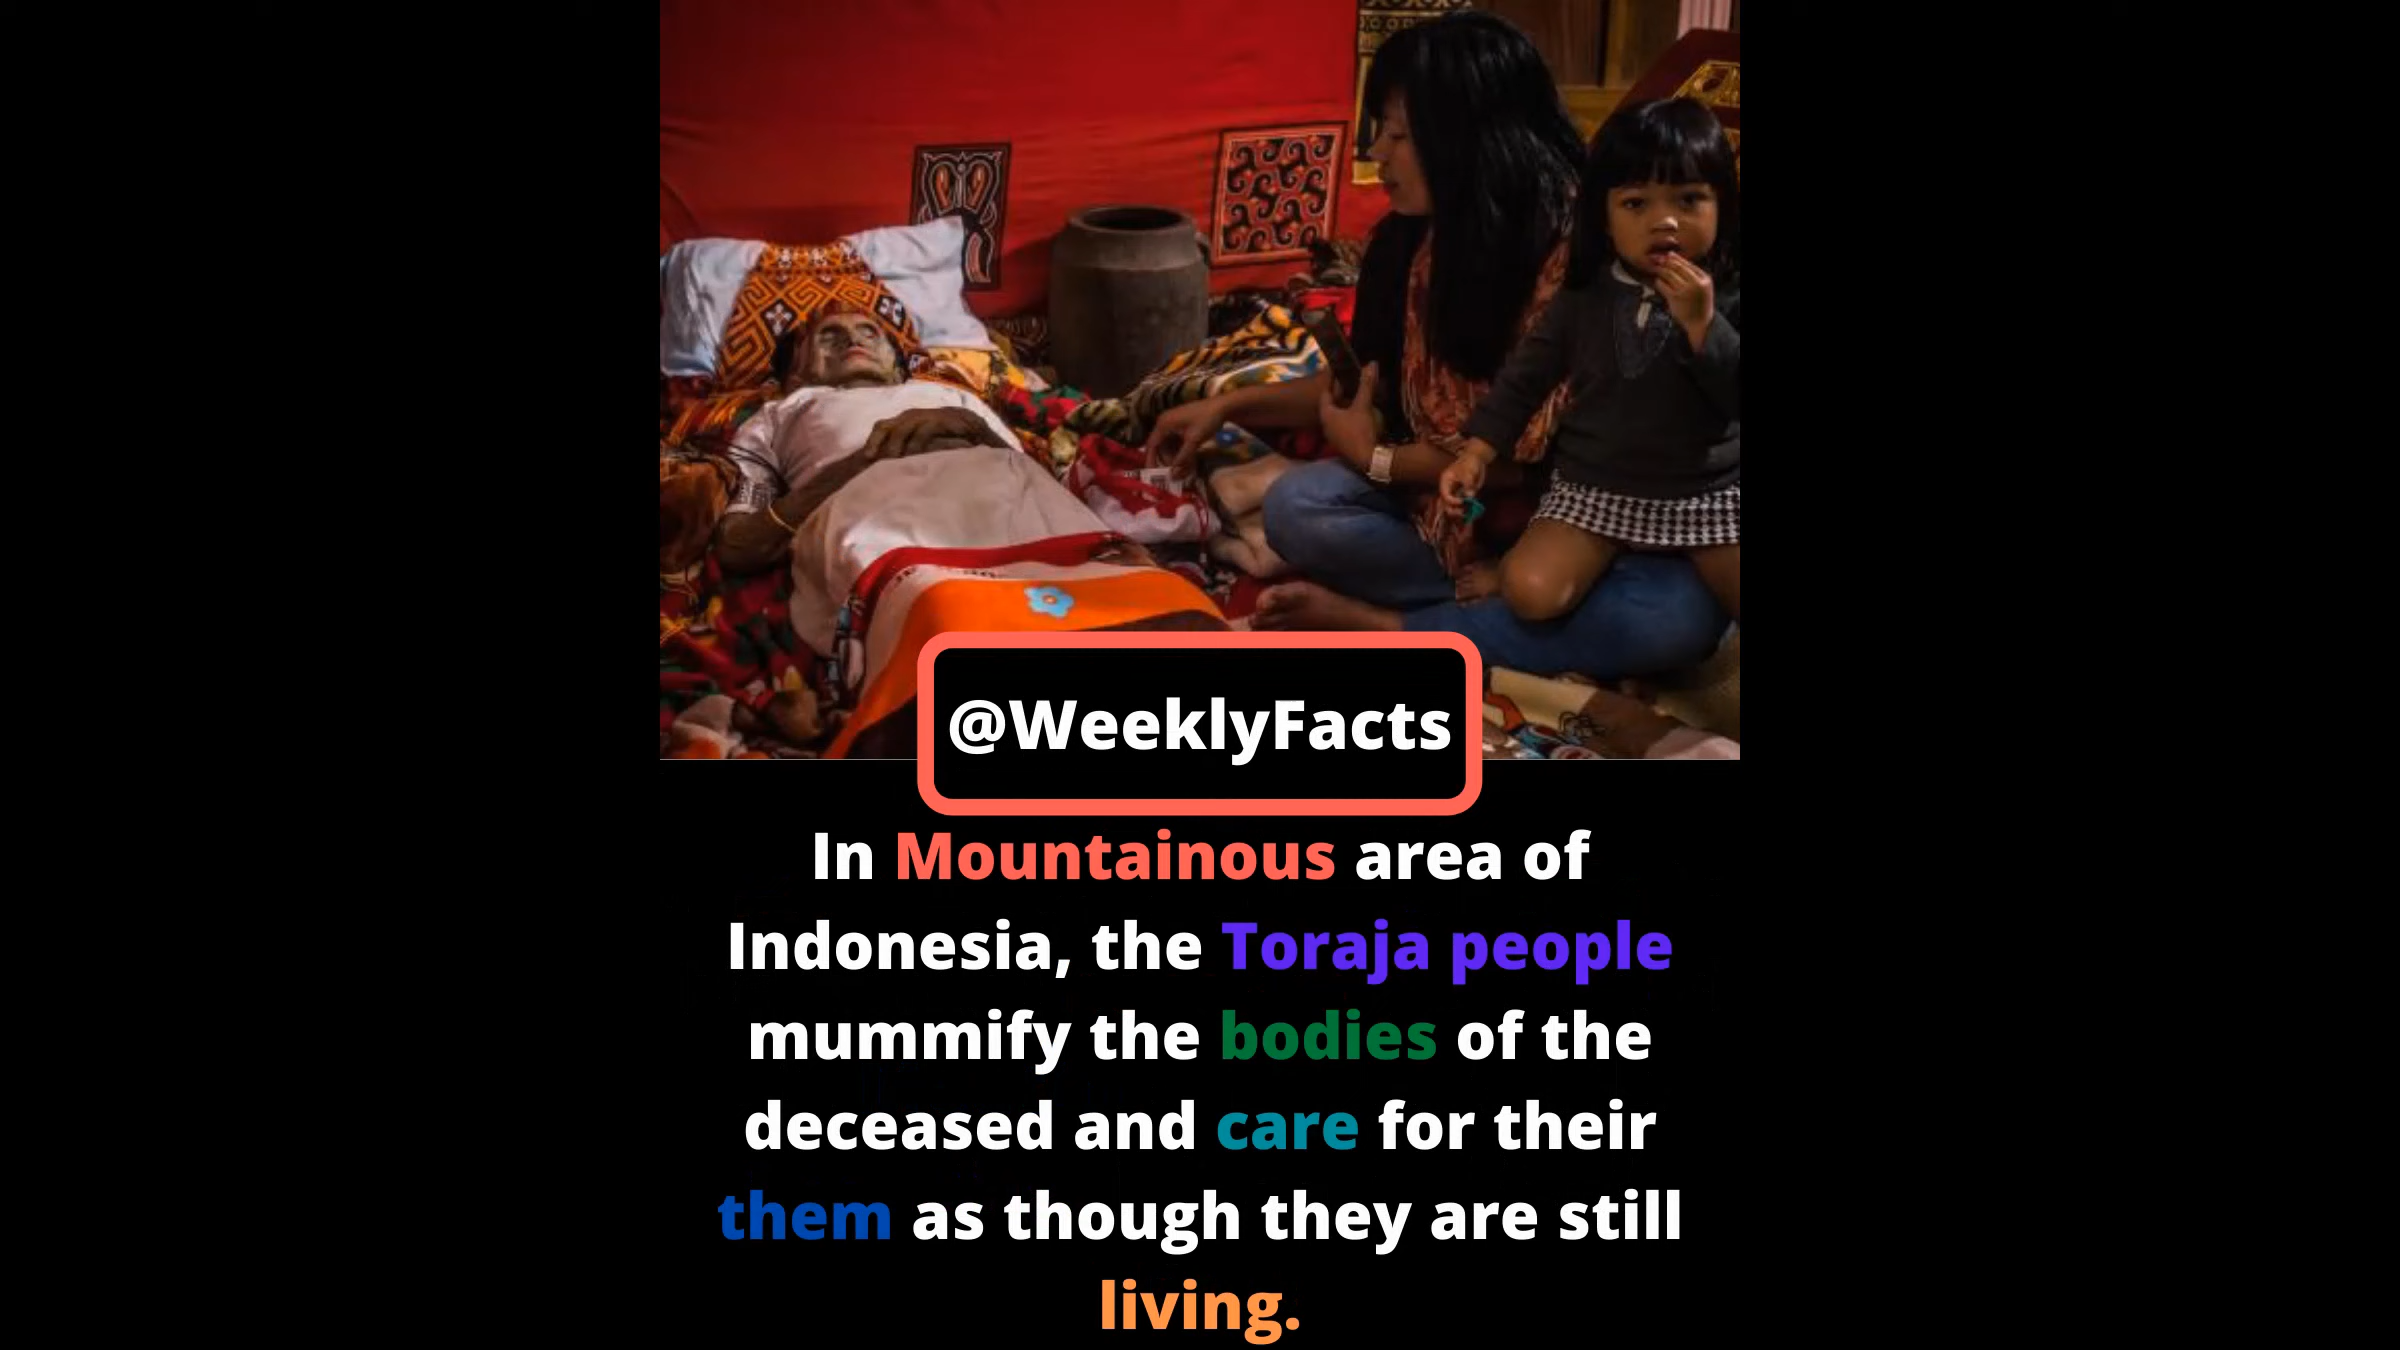 @WeeklyFacts
In Mountainous area of
Indonesia, the Toraja people
mummify the bodies of the
deceased and care for their
them as though they are still
living.